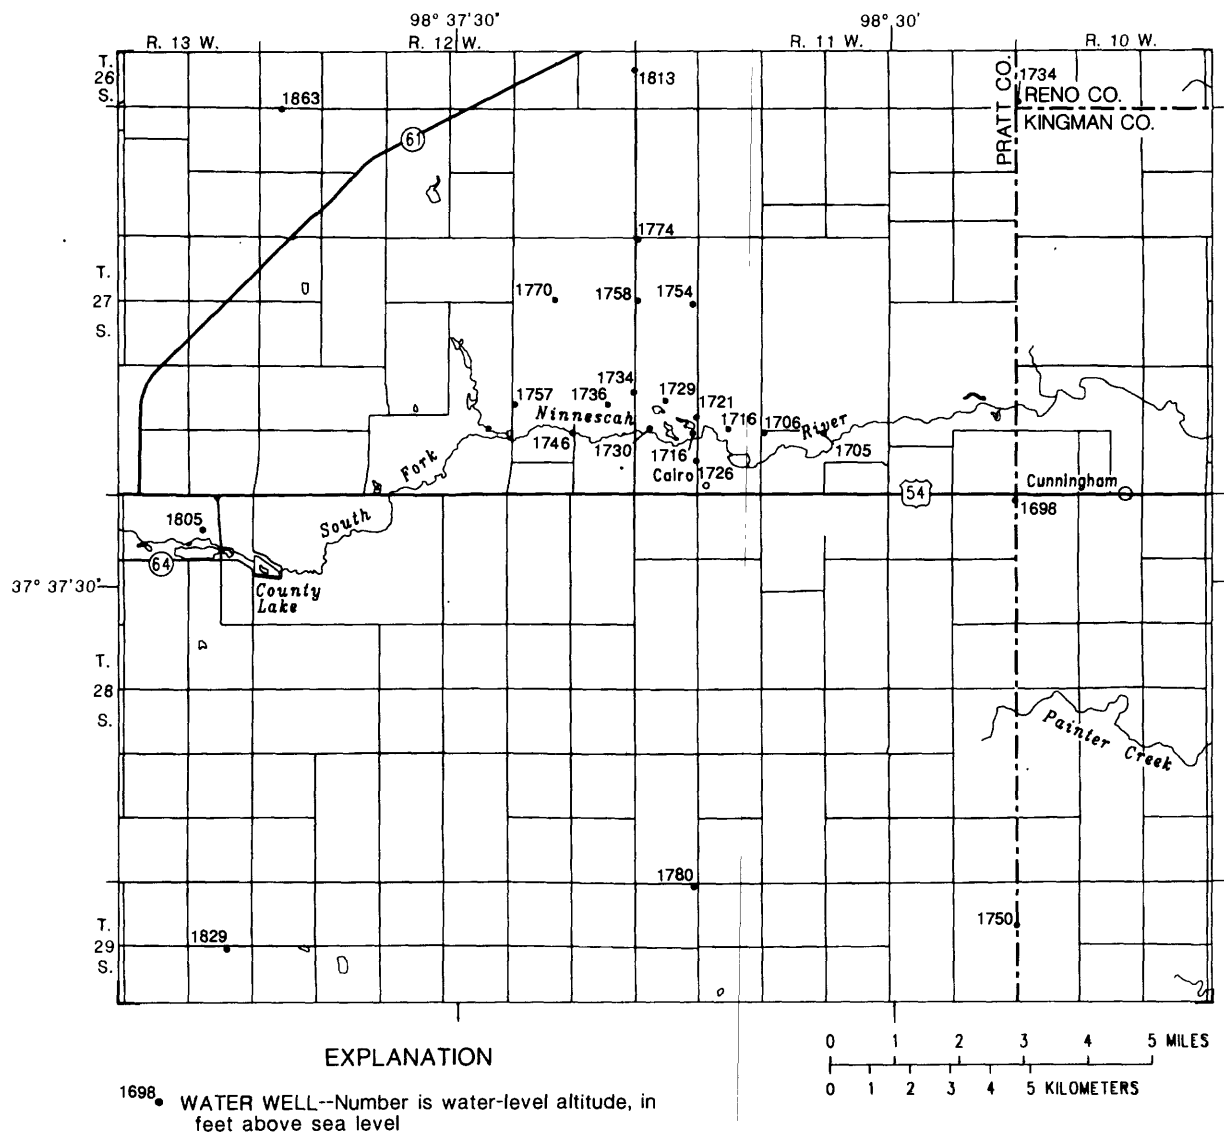 98° 37'30"
98° 30'
R. 13 W.
R. 12 W.
R. 11 W.
R. 10 W.
T.
26
S.
1863
61
1813
PRATT CO.
1734
RENO CO.
KINGMAN CO.
1774
T.
27
S.
1770
1758
1754
1734
1757
1736
1729
1721
Ninnescah
1716
1706
River
1746
1730
1716
1705
Cairo
1726
Fork
South
54
Cunningham
1698
1805
64
37° 37'30"
County
Lake
T.
28
S.
Painter Creek
1780
1750
T.
29
S.
1829
0 1 2 3 4 5 MILES
0 1 2 3 4 5 KILOMETERS
EXPLANATION
1698 WATER WELL--Number is water-level altitude, in
feet above sea level